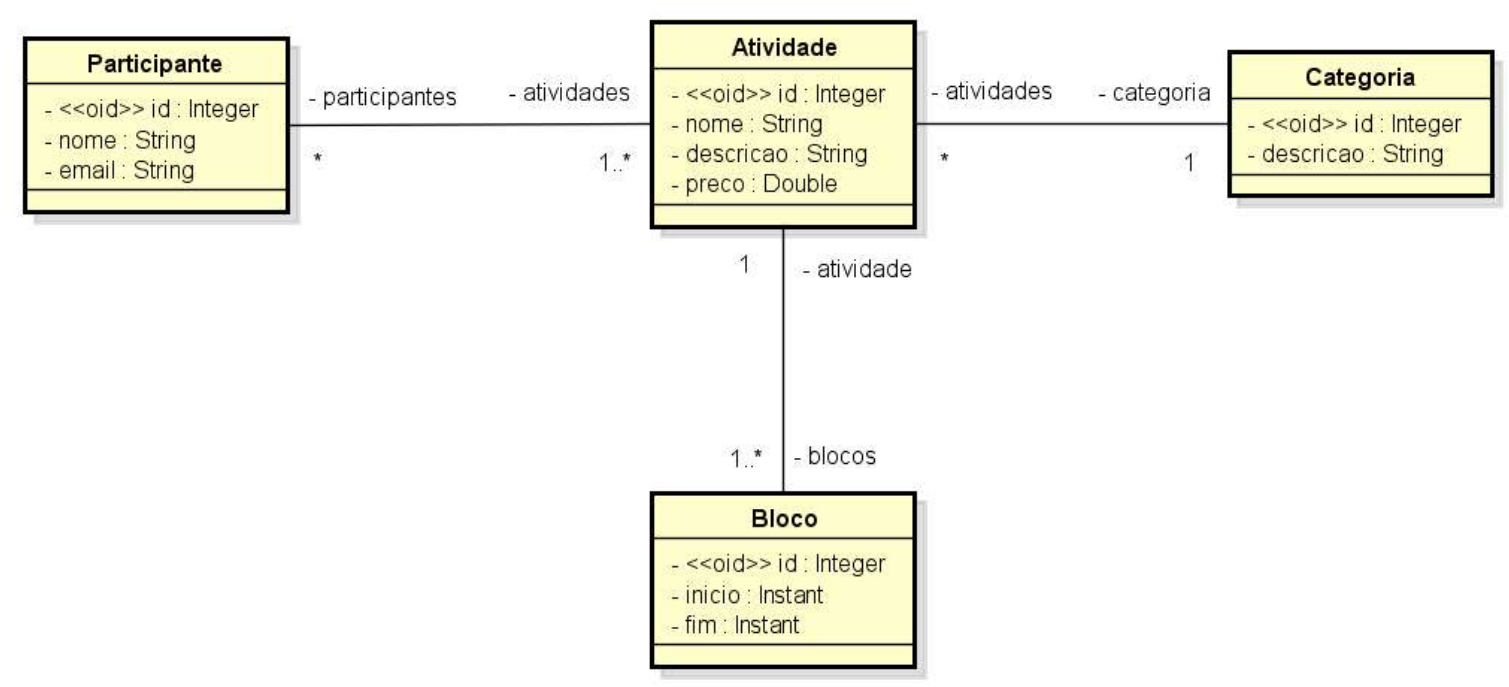 Participante
- <<oid>> id : Integer
- nome : String
- email : String
- participantes
*
- atividades
1..*
Atividade
- <<oid>> id : Integer
- nome : String
- descricao : String
- preco : Double
- atividades
*
- categoria
1
Categoria
- <<oid>> id : Integer
- descricao : String
1
- atividade
1..*
- blocos
Bloco
- <<oid>> id : Integer
- inicio : Instant
- fim : Instant